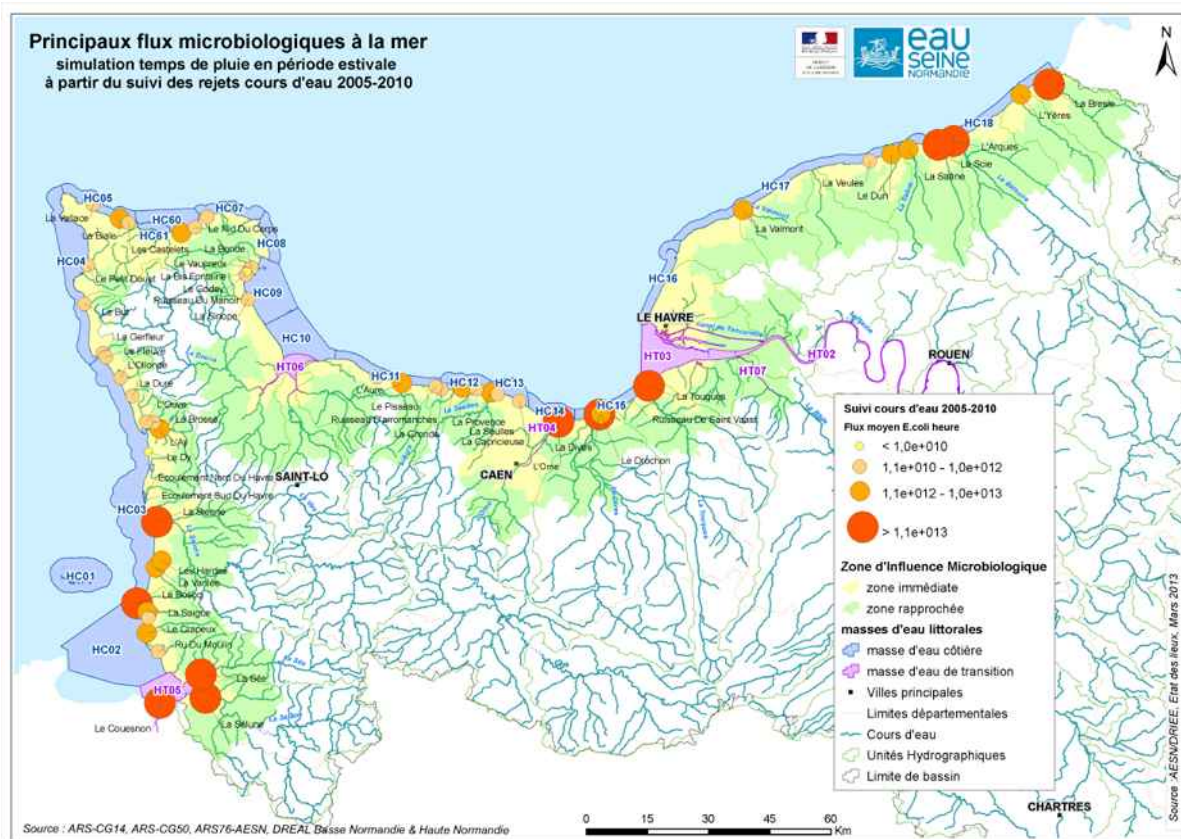 Principaux flux microbiologiques à la mer
simulation temps de pluie en période estivale
à partir du suivi des rejets cours d'eau 2005-2010
eau
SEINE
NORMANDIE
N
HC18
La Bresle
L'Yères
L'Arques
La Scie
La Saâne
La Veules
Le Dun
HC17
La Valmont
HC16
LE HAVRE
HT03
HT02
HT07
ROUEN
HC05
La Vallace
HC60
HC07
La Biale
HC61
Le Nid Du Corps
Les Castelets
La Bonde
HC08
HC04
Le Vaupreux
Le Petit Douet
La Bis Fontaine
Le Godey
HC09
Ruisseau Du Manoir
Le But
La Sinope
HC10
La Gerfleur
Le Fleuve
L'Ollonde
HT06
La Dure
L'Ouve
La Brosse
L'Ay
Le Dy
Ecoulement Nord Du Havre
SAINT-LO
Ecoulement Sud Du Havre
HC03
La Sienne
HC11
L'Aure
HC12
HC13
Le Pisseau
Ruisseau D'arromanches
La Provence
La Gronde
La Seulles
La Capricieuse
HC14
HT04
HC15
La Touques
Ruisseau De Saint Vaast
La Dives
Le Drochon
CAEN
L'Orne
HC01
Les Hardes
La Vanlée
Le Boscq
La Saigue
Le Crapeux
HC02
Ru Du Moulin
HT05
La Sée
La Sélune
Le Couesnon
Suivi cours d'eau 2005-2010
Flux moyen E.coli heure
< 1,0e+010
1,1e+010 - 1,0e+012
1,1e+012 - 1,0e+013
> 1,1e+013
Zone d'Influence Microbiologique
zone immédiate
zone rapprochée
masses d'eau littorales
masse d'eau côtière
masse d'eau de transition
Villes principales
Limites départementales
Cours d'eau
Unités Hydrographiques
Limite de bassin
CHARTRES
Source : AESN/DRIEE, Etat des lieux, Mars 2013
Source : ARS-CG14, ARS-CG50, ARS76-AESN, DREAL Basse Normandie & Haute Normandie
0 15 30 45 60
Km